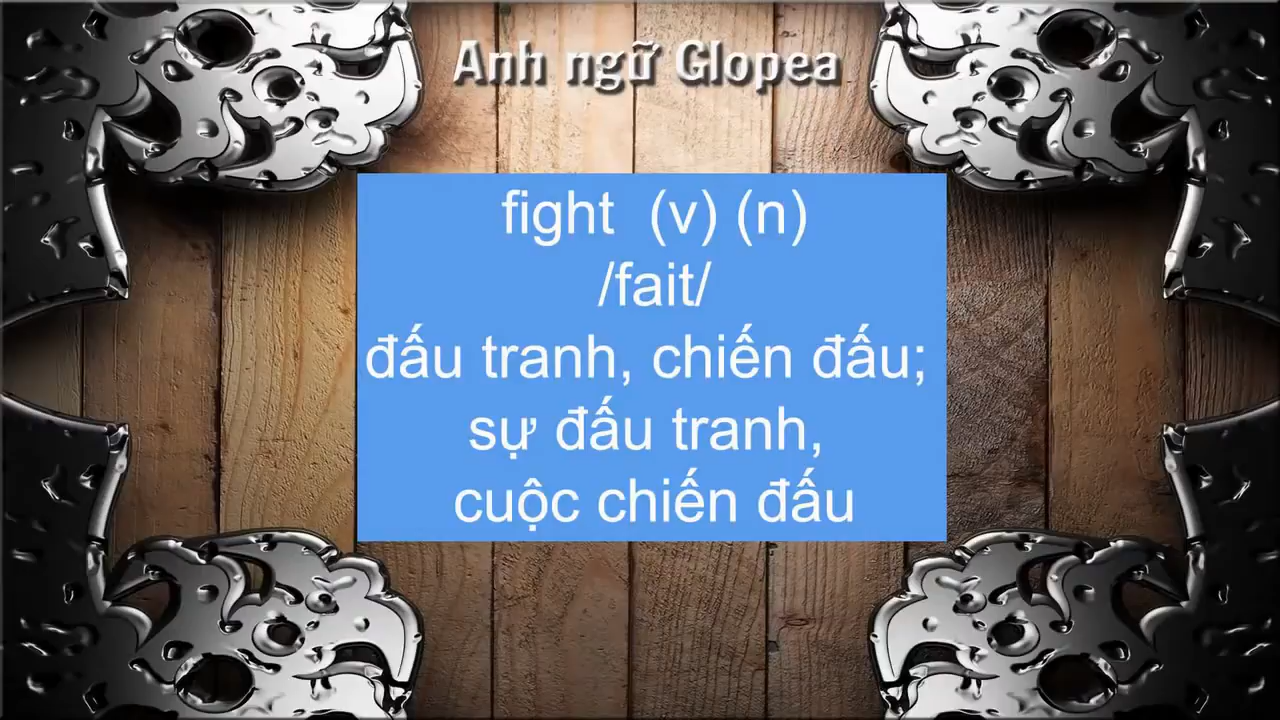 Anh ngữ Glopea
fight (v) (n)
/fait/
đấu tranh, chiến đấu;
sự đấu tranh,
cuộc chiến đấu